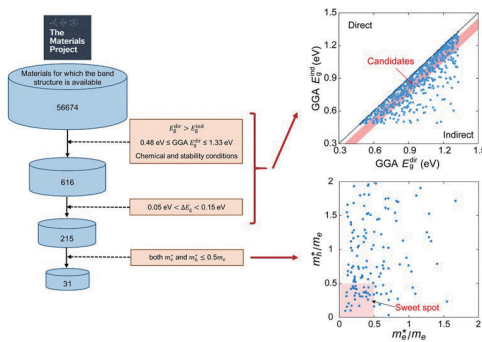 The
Materials
Project
Materials for which the band
structure is available
56674
E_g^dir > E_g^ind
0.48 eV ≤ GGA E_g^dir ≤ 1.33 eV
Chemical and stability conditions
616
0.05 eV < ΔE_g < 0.15 eV
215
both m_e^* and m_h^* ≤ 0.5m_e
31
GGA E_g^ind (eV)
1.5
1.2
0.9
0.6
0.3
Direct
Candidates
Indirect
0.3 0.6 0.9 1.2 1.5
GGA E_g^dir (eV)
m_h^*/m_e
2
1.5
1
0.5
0
Sweet spot
0 0.5 1 1.5 2
m_e^*/m_e